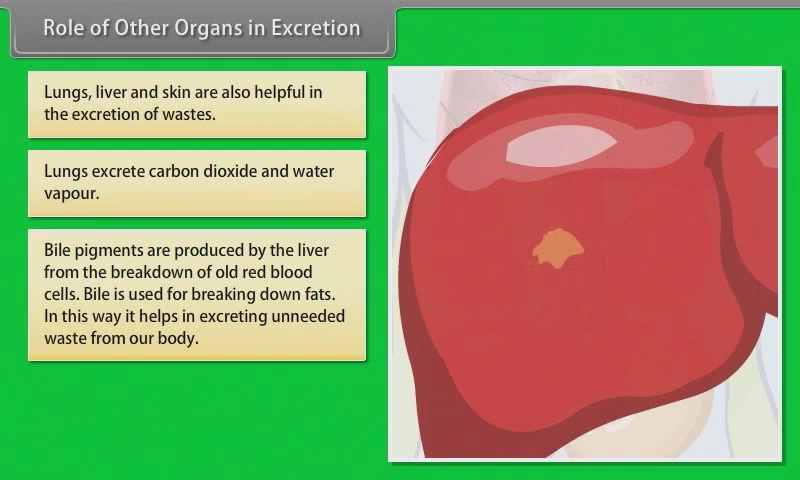 Role of Other Organs in Excretion
Lungs, liver and skin are also helpful in
the excretion of wastes.
Lungs excrete carbon dioxide and water
vapour.
Bile pigments are produced by the liver
from the breakdown of old red blood
cells. Bile is used for breaking down fats.
In this way it helps in excreting unneeded
waste from our body.